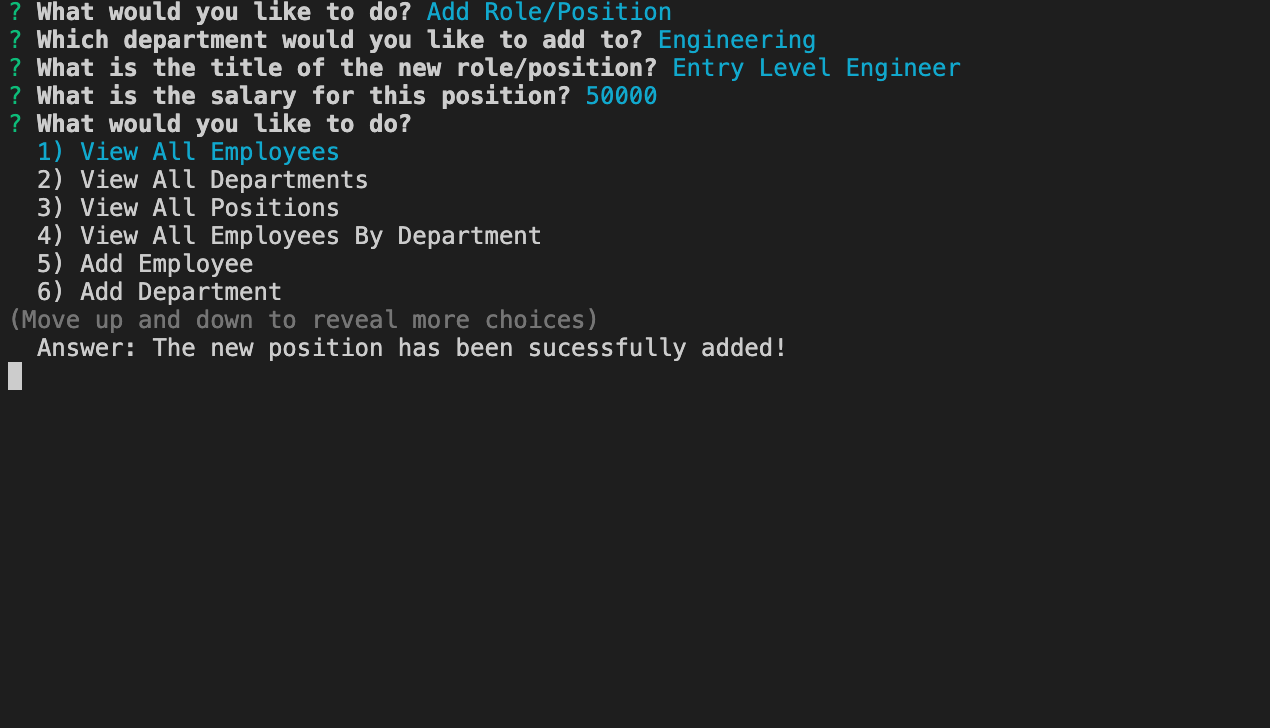 ? What would you like to do? Add Role/Position
? Which department would you like to add to? Engineering
? What is the title of the new role/position? Entry Level Engineer
? What is the salary for this position? 50000
? What would you like to do?
1) View All Employees
2) View All Departments
3) View All Positions
4) View All Employees By Department
5) Add Employee
6) Add Department
(Move up and down to reveal more choices)
Answer: The new position has been sucessfully added!